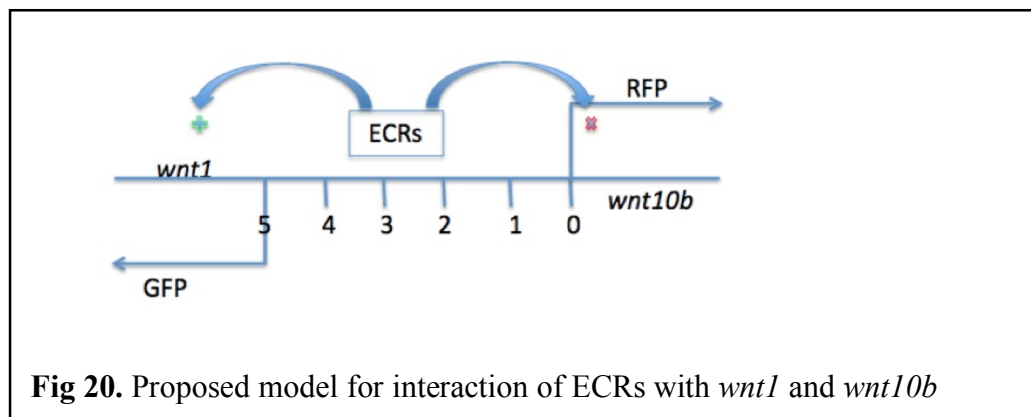 RFP
ECRs
wnt1
wnt10b
5 4 3 2 1 0
GFP
Fig 20. Proposed model for interaction of ECRs with wnt1 and wnt10b